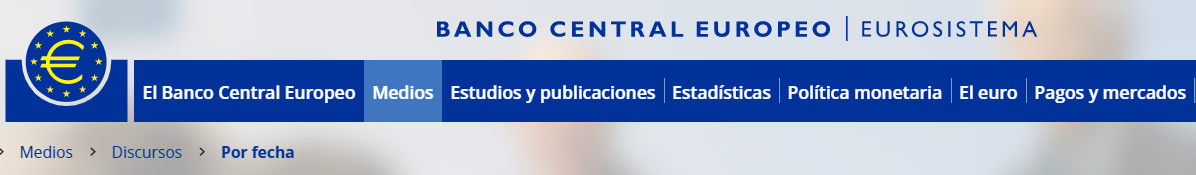 BANCO CENTRAL EUROPEO | EUROSISTEMA
El Banco Central Europeo Medios Estudios y publicaciones Estadísticas Política monetaria El euro Pagos y mercados
> Medios > Discursos > Por fecha